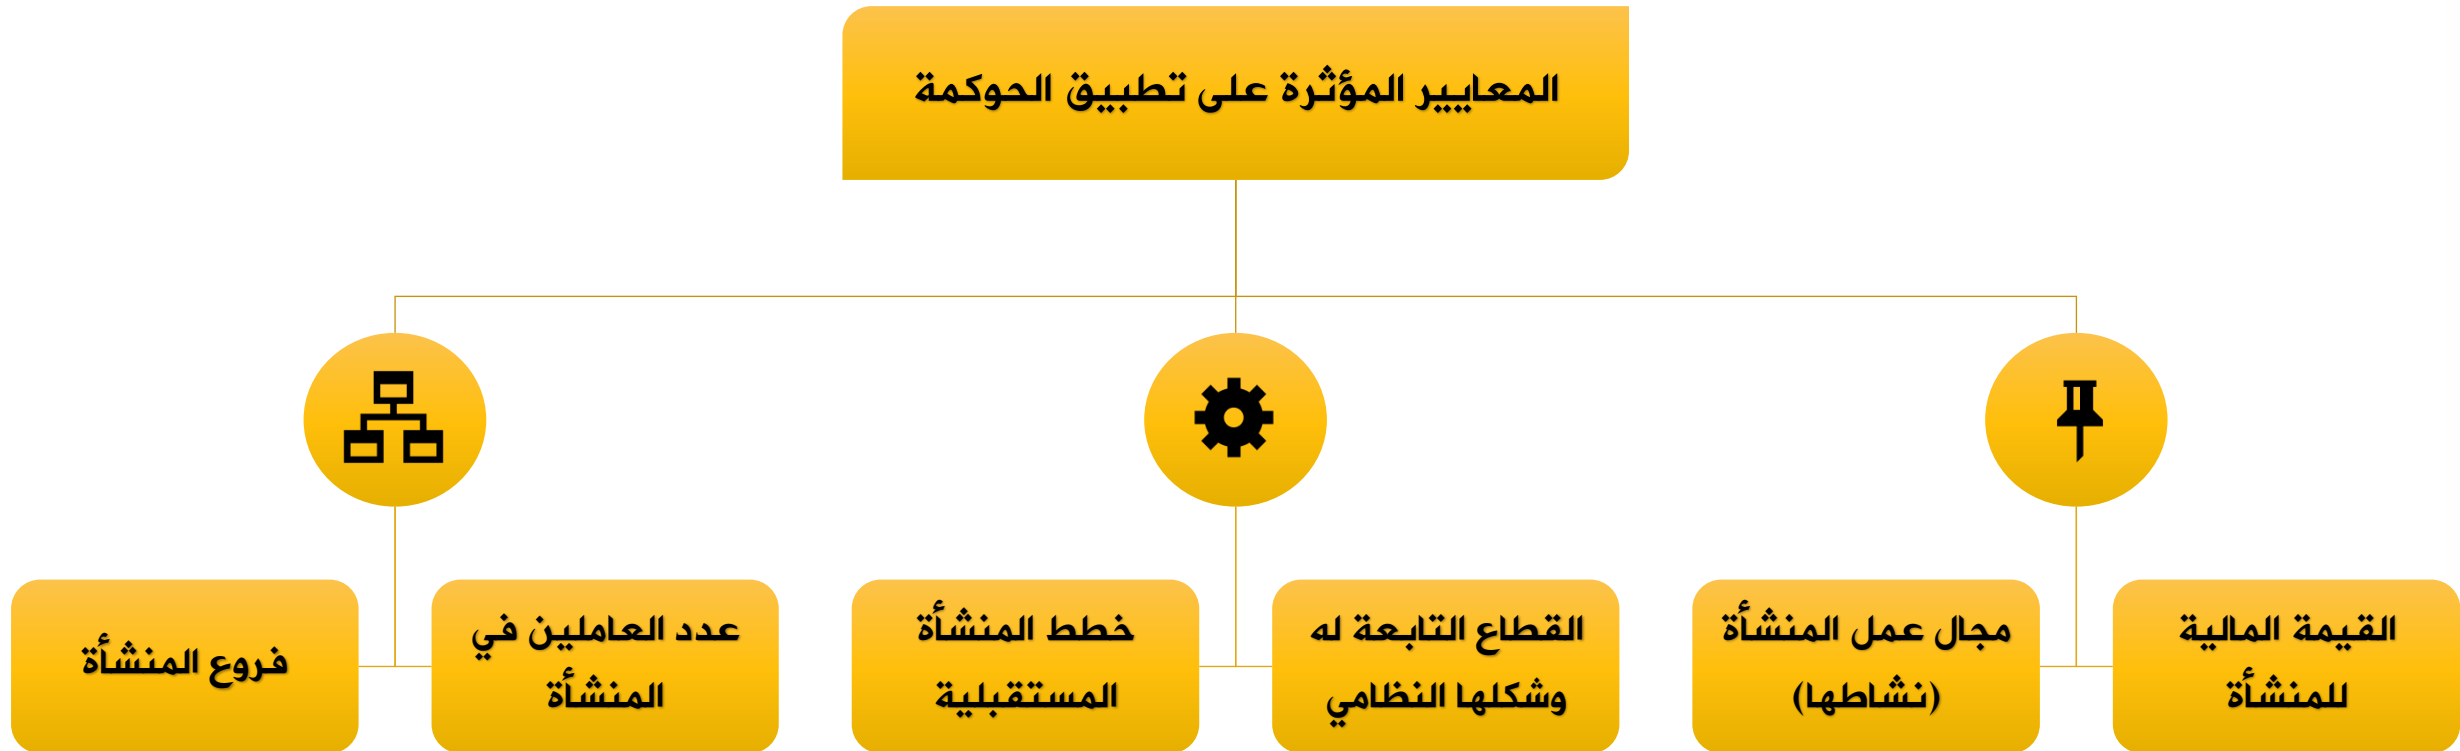 المعايير المؤثرة على تطبيق الحوكمة
القيمة المالية
للمنشأة
مجال عمل المنشأة
(نشاطها)
القطاع التابعة له
وشكلها النظامي
خطط المنشأة
المستقبلية
عدد العاملين في
المنشأة
فروع المنشأة